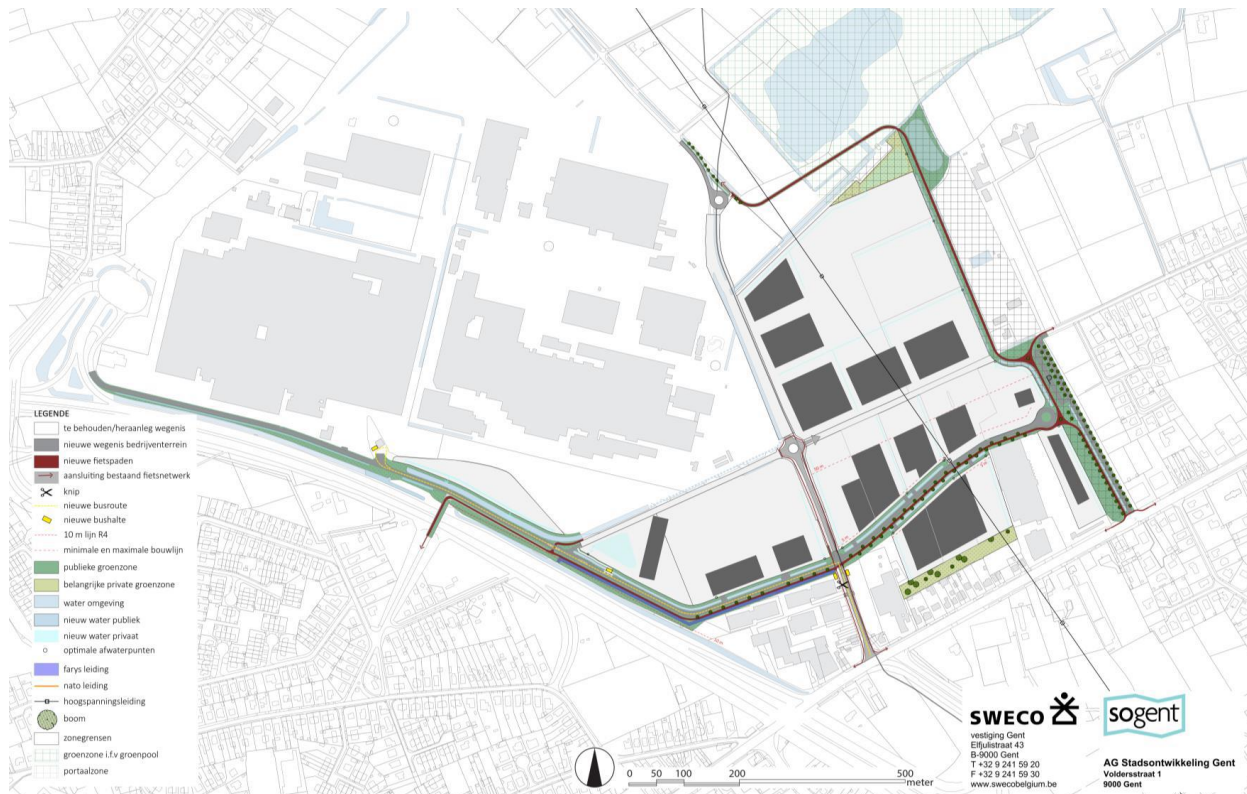 LEGENDE
te behouden/heraanleg wegenis
nieuwe wegenis bedrijventerrein
nieuwe fietspaden
aansluiting bestaand fietsnetwerk
knip
nieuwe busroute
nieuwe bushalte
10 m lijn R4
minimale en maximale bouwlijn
publieke groenzone
belangrijke private groenzone
water omgeving
nieuw water publiek
nieuw water privaat
optimale afwaterpunten
farys leiding
nato leiding
hoogspanningsleiding
boom
zonegrensen
groenzone i.f.v groenpool
portaalzone
0 50 100 200 500
meter
SWECO
vestiging Gent
Elfjulistraat 43
B-9000 Gent
T +32 9 241 59 20
F +32 9 241 59 30
www.swecobelgium.be
sogent
AG Stadsontwikkeling Gent
Voldersstraat 1
9000 Gent